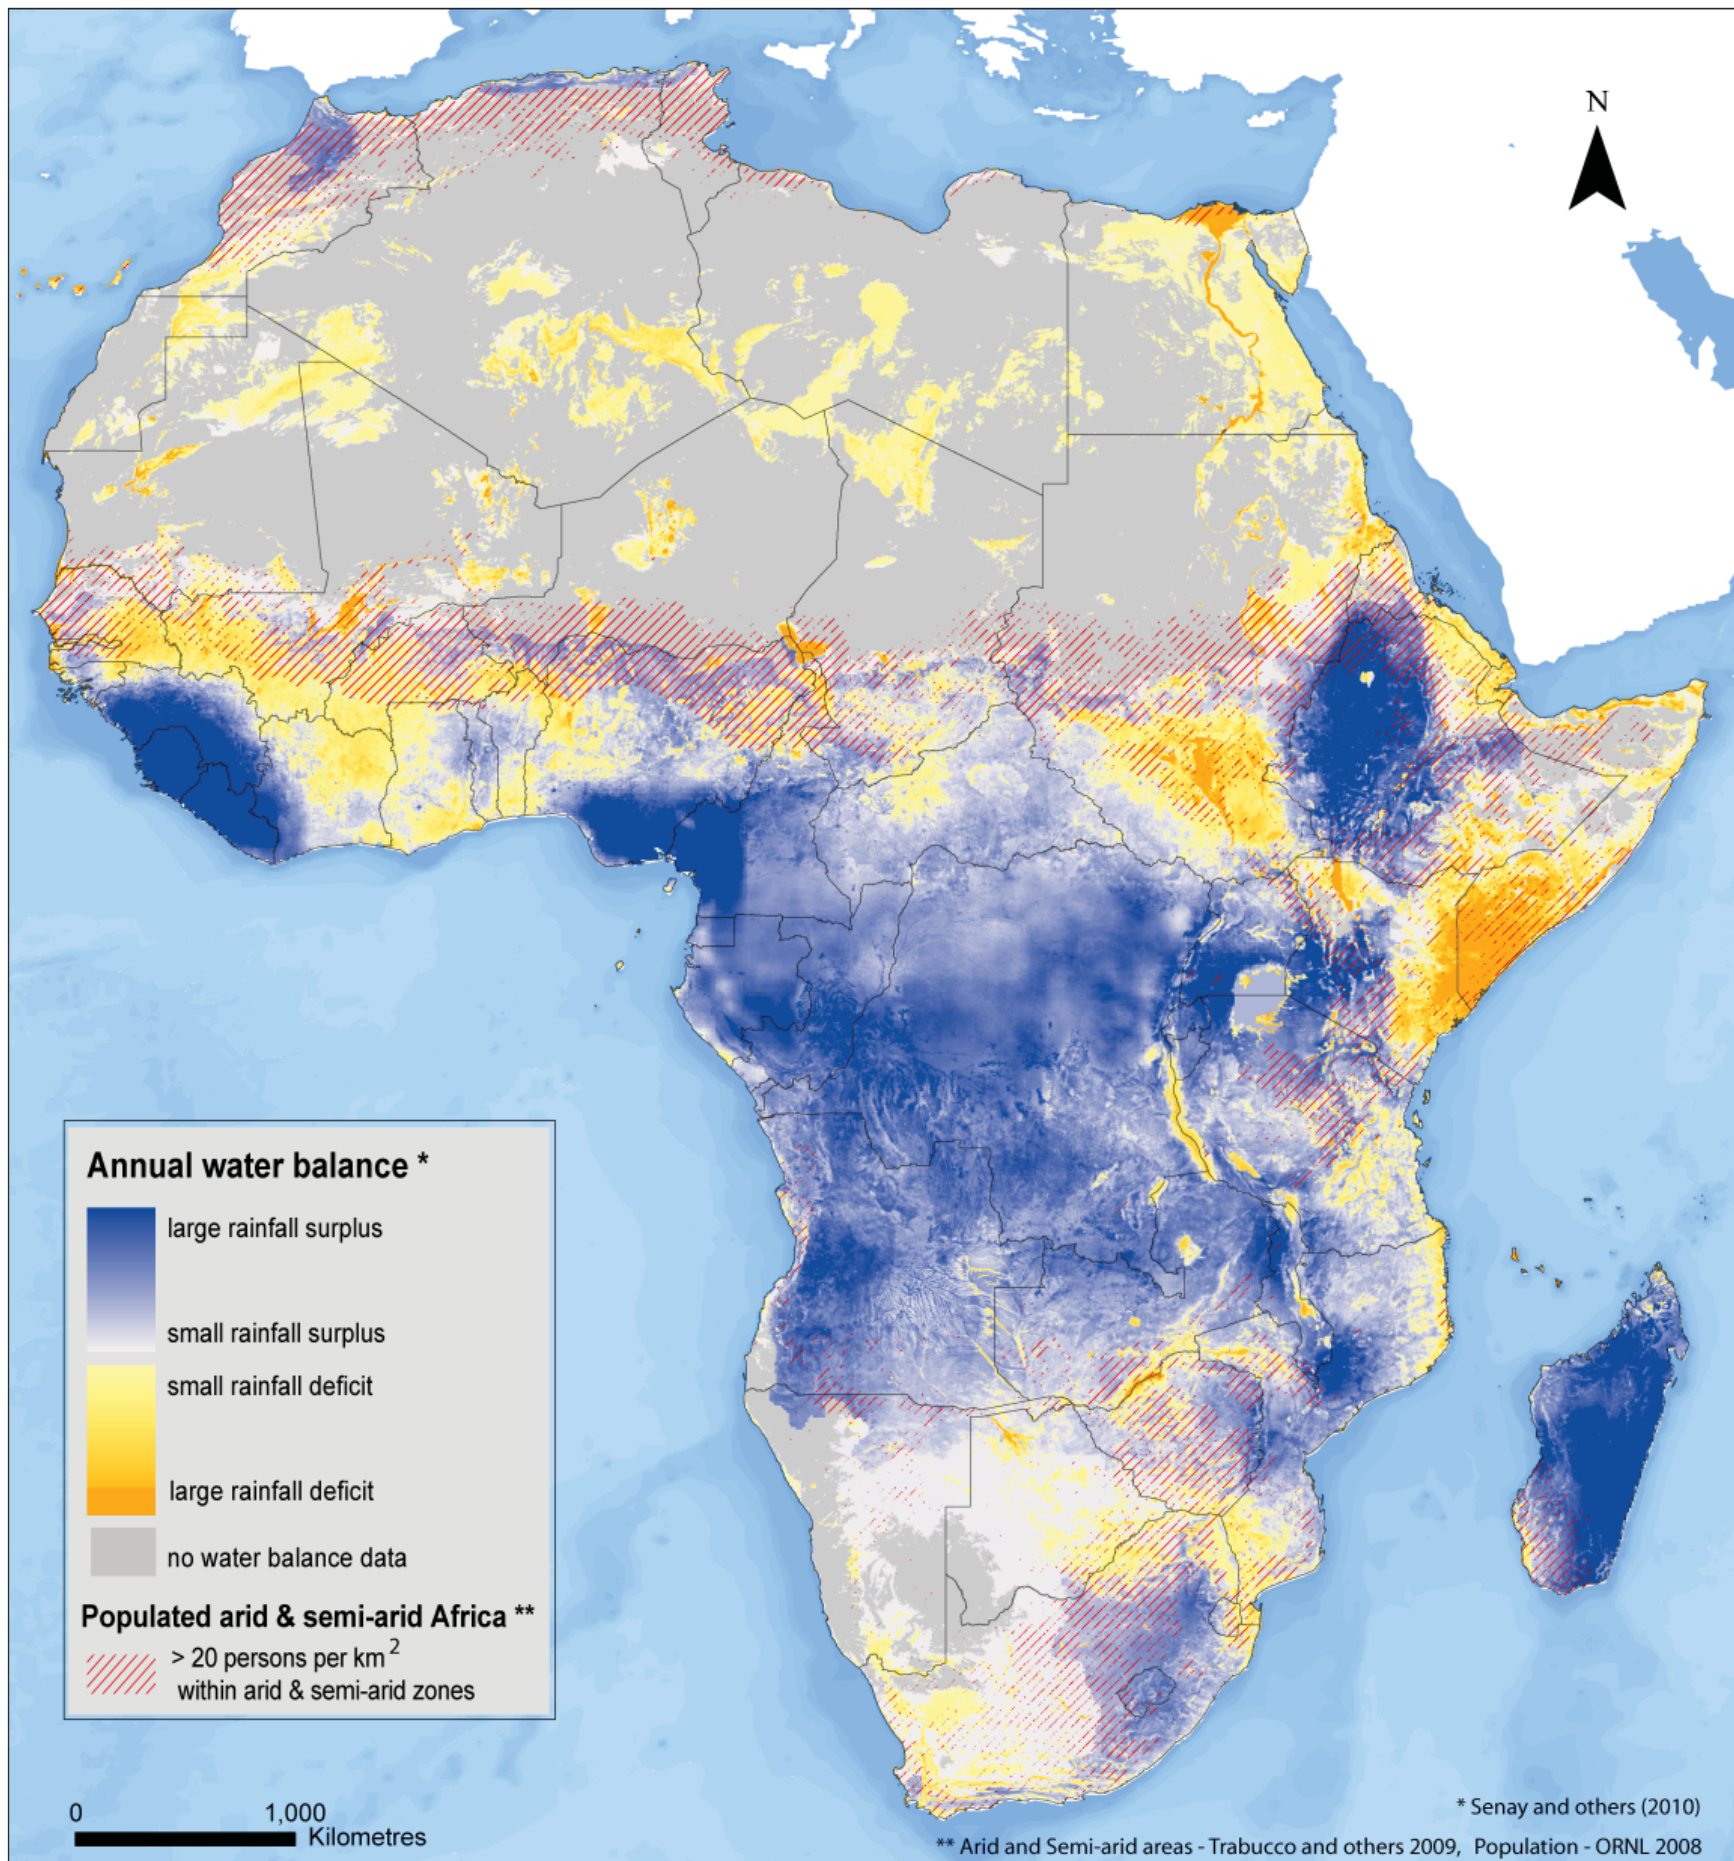 N
Annual water balance *
large rainfall surplus
small rainfall surplus
small rainfall deficit
large rainfall deficit
no water balance data
Populated arid & semi-arid Africa **
> 20 persons per km 2
within arid & semi-arid zones
0 1,000
Kilometres
* Senay and others (2010)
** Arid and Semi-arid areas - Trabucco and others 2009, Population - ORNL 2008